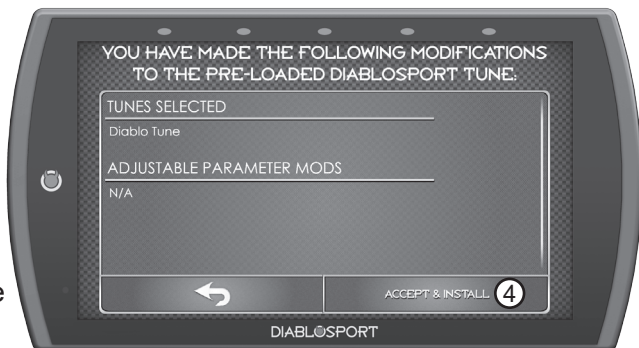 YOU HAVE MADE THE FOLLOWING MODIFICATIONS
TO THE PRE-LOADED DIABLOSPORT TUNE:
TUNES SELECTED
Diablo Tune
ADJUSTABLE PARAMETER MODS
N/A
e
ACCEPT & INSTALL 4
DIABLOSPORT